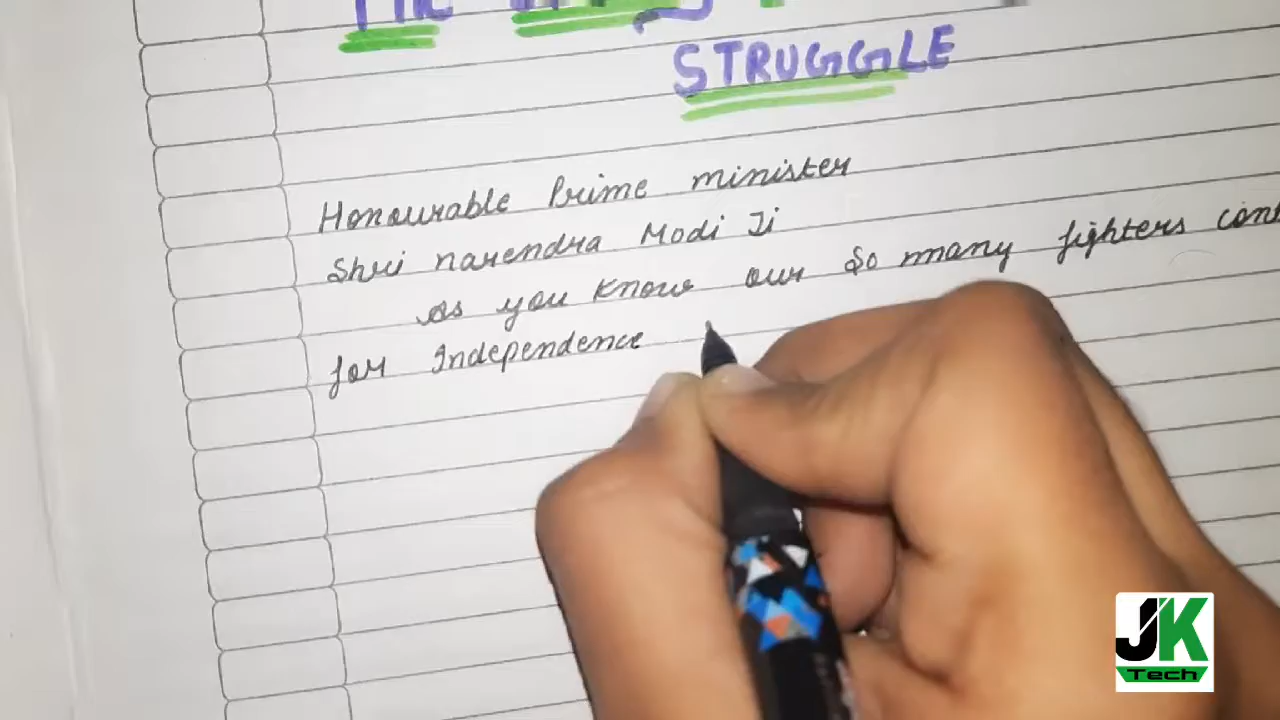 STRUGGLE
Honourable Prime minister
Shri narendra Modi Ji
as you know our So many fighters
for Independence
JK
Tech